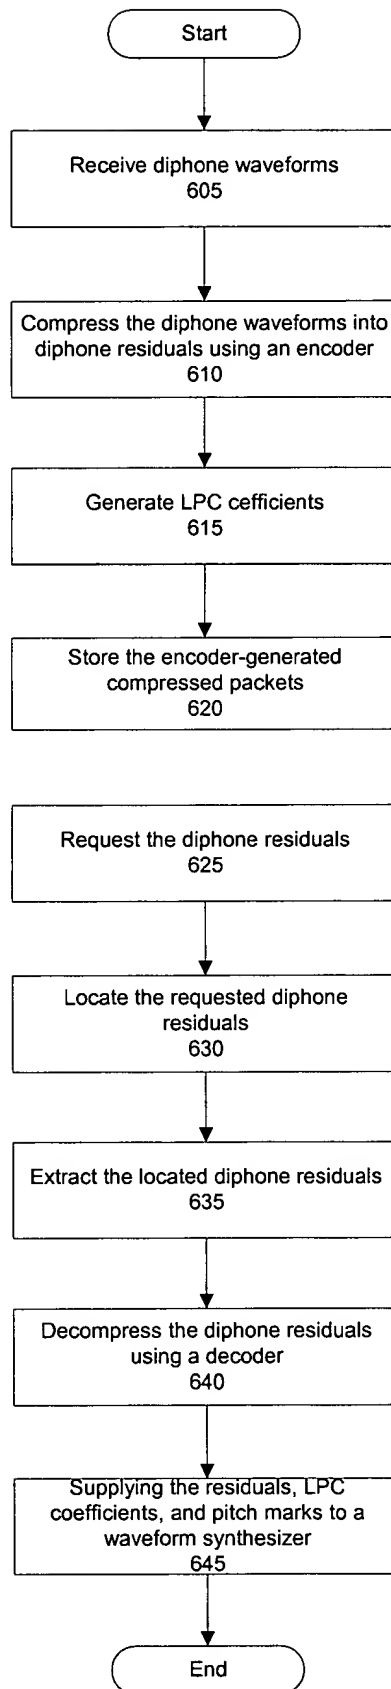 Start
Receive diphone waveforms
605
Compress the diphone waveforms into
diphone residuals using an encoder
610
Generate LPC cefficients
615
Store the encoder-generated
compressed packets
620
Request the diphone residuals
625
Locate the requested diphone
residuals
630
Extract the located diphone residuals
635
Decompress the diphone residuals
using a decoder
640
Supplying the residuals, LPC
coefficients, and pitch marks to a
waveform synthesizer
645
End